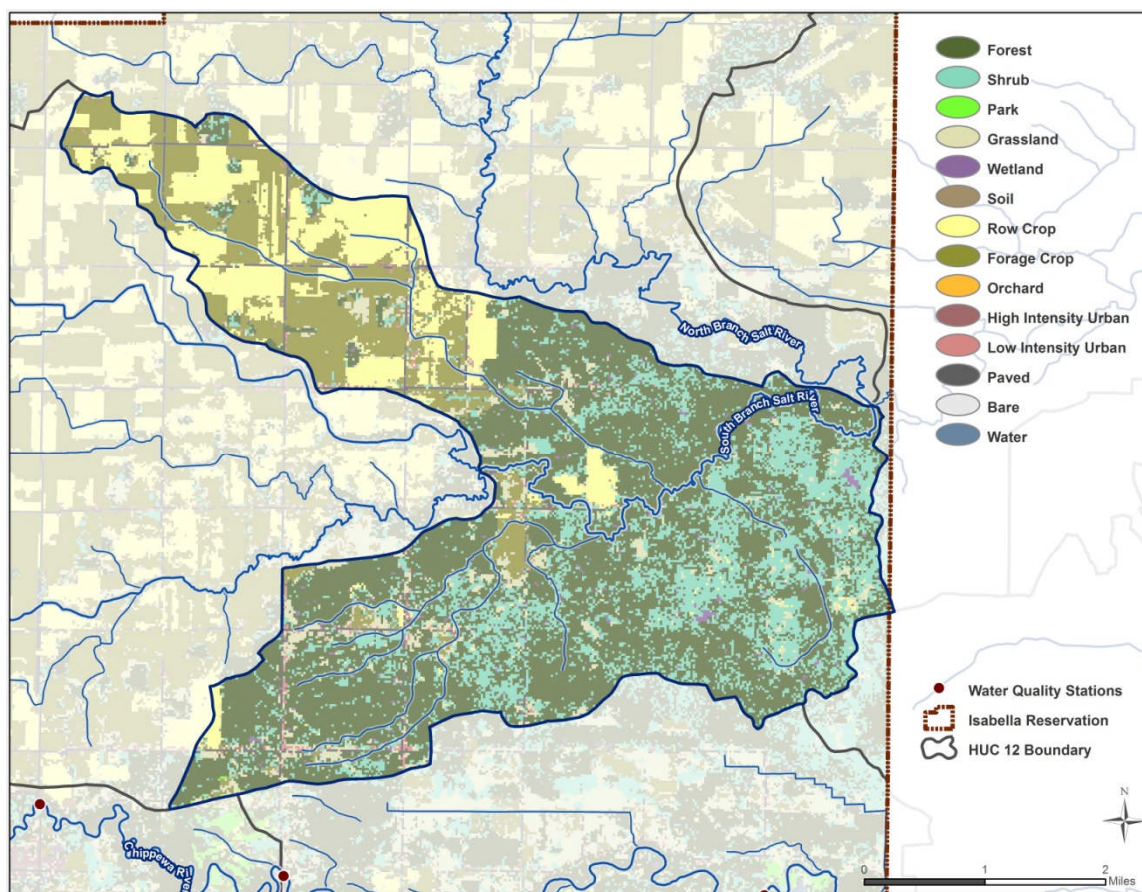 Forest
Shrub
Park
Grassland
Wetland
Soil
Row Crop
Forage Crop
Orchard
High Intensity Urban
Low Intensity Urban
Paved
Bare
Water
North Branch Salt River
South Branch Salt River
Water Quality Stations
Isabella Reservation
HUC 12 Boundary
N
Chippewa River
0 1 2
Miles